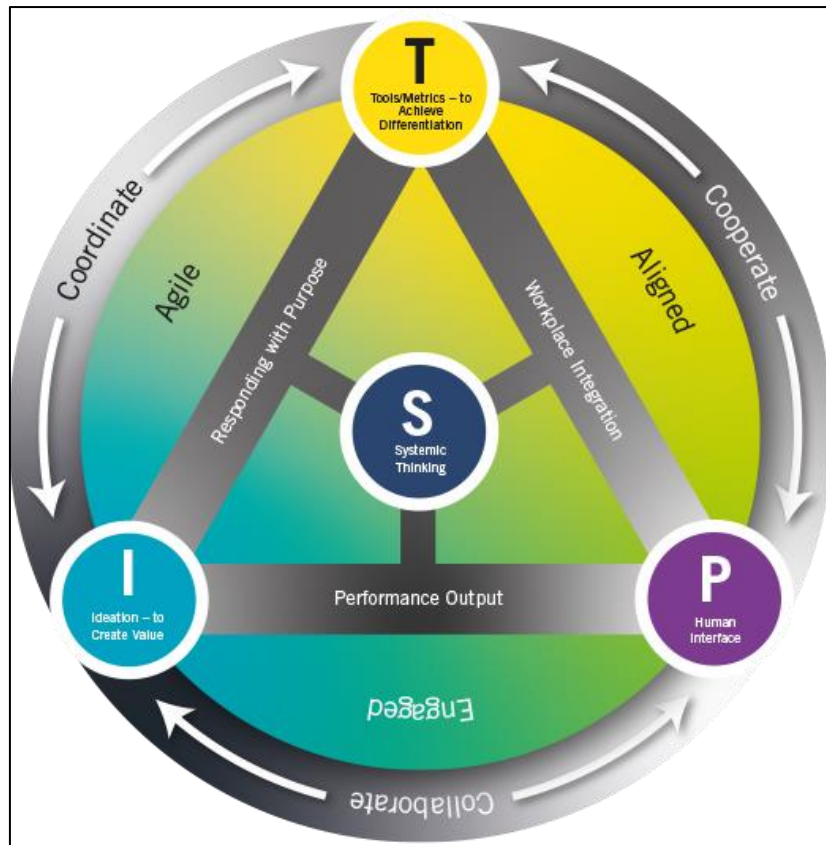 T
Tools/Metrics – to
Achieve
Differentiation
Coordinate
Cooperate
Agile
Aligned
Responding with Purpose
Workplace Integration
S
Systemic
Thinking
I
Ideation – to
Create Value
Performance Output
P
Human
Interface
Engaged
Collaborate